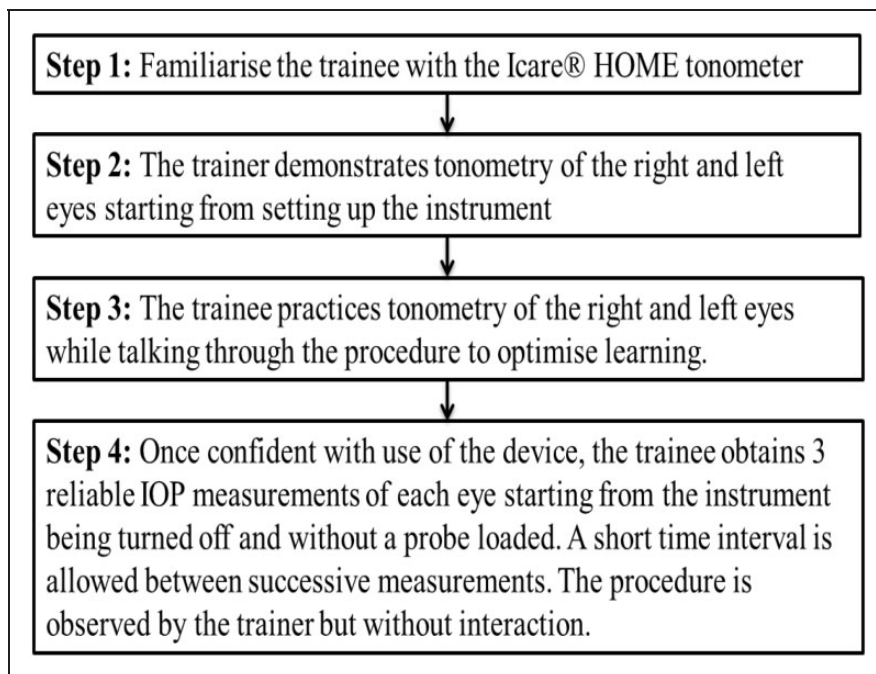 Step 1: Familiarise the trainee with the Icare® HOME tonometer
Step 2: The trainer demonstrates tonometry of the right and left
eyes starting from setting up the instrument
Step 3: The trainee practices tonometry of the right and left eyes
while talking through the procedure to optimise learning.
Step 4: Once confident with use of the device, the trainee obtains 3
reliable IOP measurements of each eye starting from the instrument
being turned off and without a probe loaded. A short time interval is
allowed between successive measurements. The procedure is
observed by the trainer but without interaction.